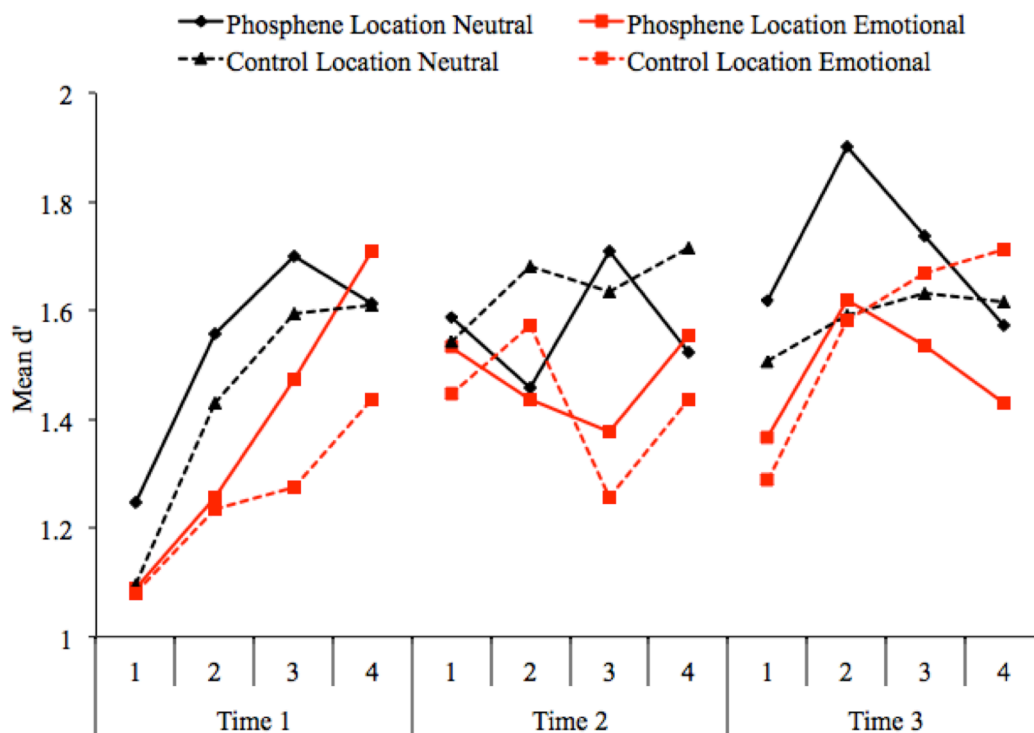 Phosphene Location Neutral Phosphene Location Emotional
Control Location Neutral Control Location Emotional
2
1.8
1.6
1.4
1.2
1
Mean d'
1 2 3 4 1 2 3 4 1 2 3 4
Time 1 Time 2 Time 3